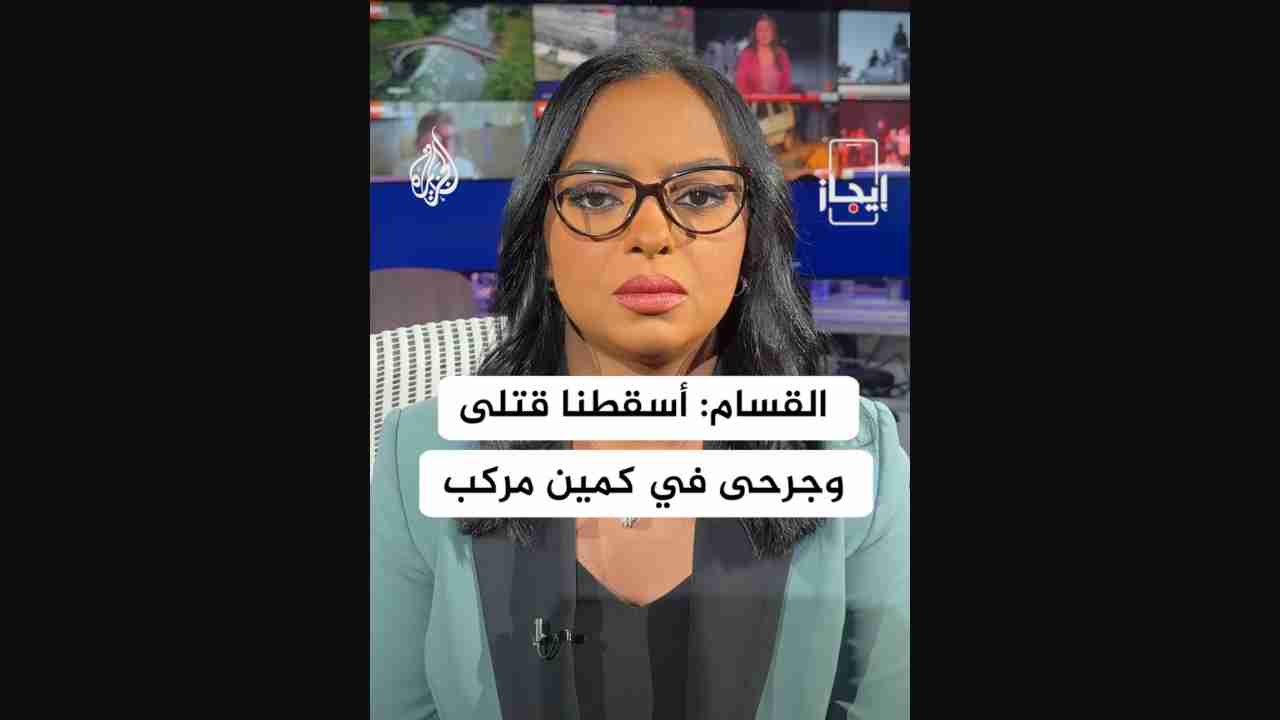 الجزيرة
إيجاز
القسام: أسقطنا قتلى
وجرحى في كمين مركب